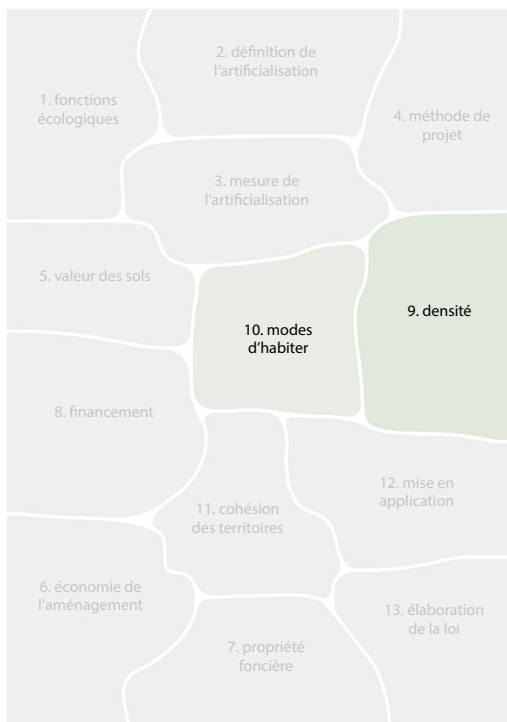 2. définition de
l'artificialisation
1. fonctions
écologiques
4. méthode de
projet
3. mesure de
l'artificialisation
5. valeur des sols
10. modes
d'habiter
9. densité
8. financement
11. cohésion
des territoires
12. mise en
application
6. économie de
l'aménagement
7. propriété
foncière
13. élaboration
de la loi